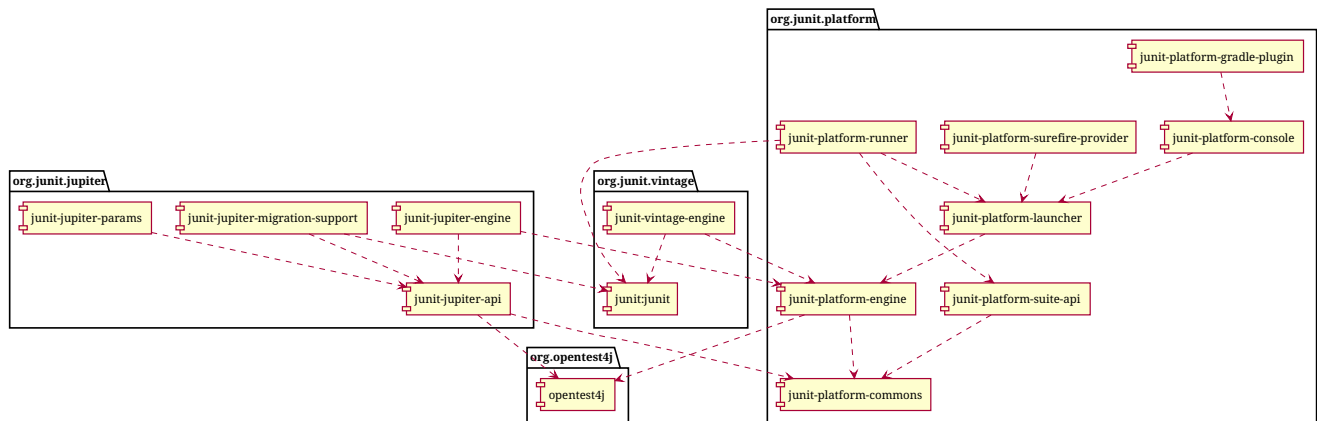 org.junit.platform
junit-platform-gradle-plugin
junit-platform-runner
junit-platform-surefire-provider
junit-platform-console
org.junit.jupiter
org.junit.vintage
junit-jupiter-params
junit-jupiter-migration-support
junit-jupiter-engine
junit-vintage-engine
junit-platform-launcher
junit-jupiter-api
junit:junit
junit-platform-engine
junit-platform-suite-api
org.opentest4j
opentest4j
junit-platform-commons